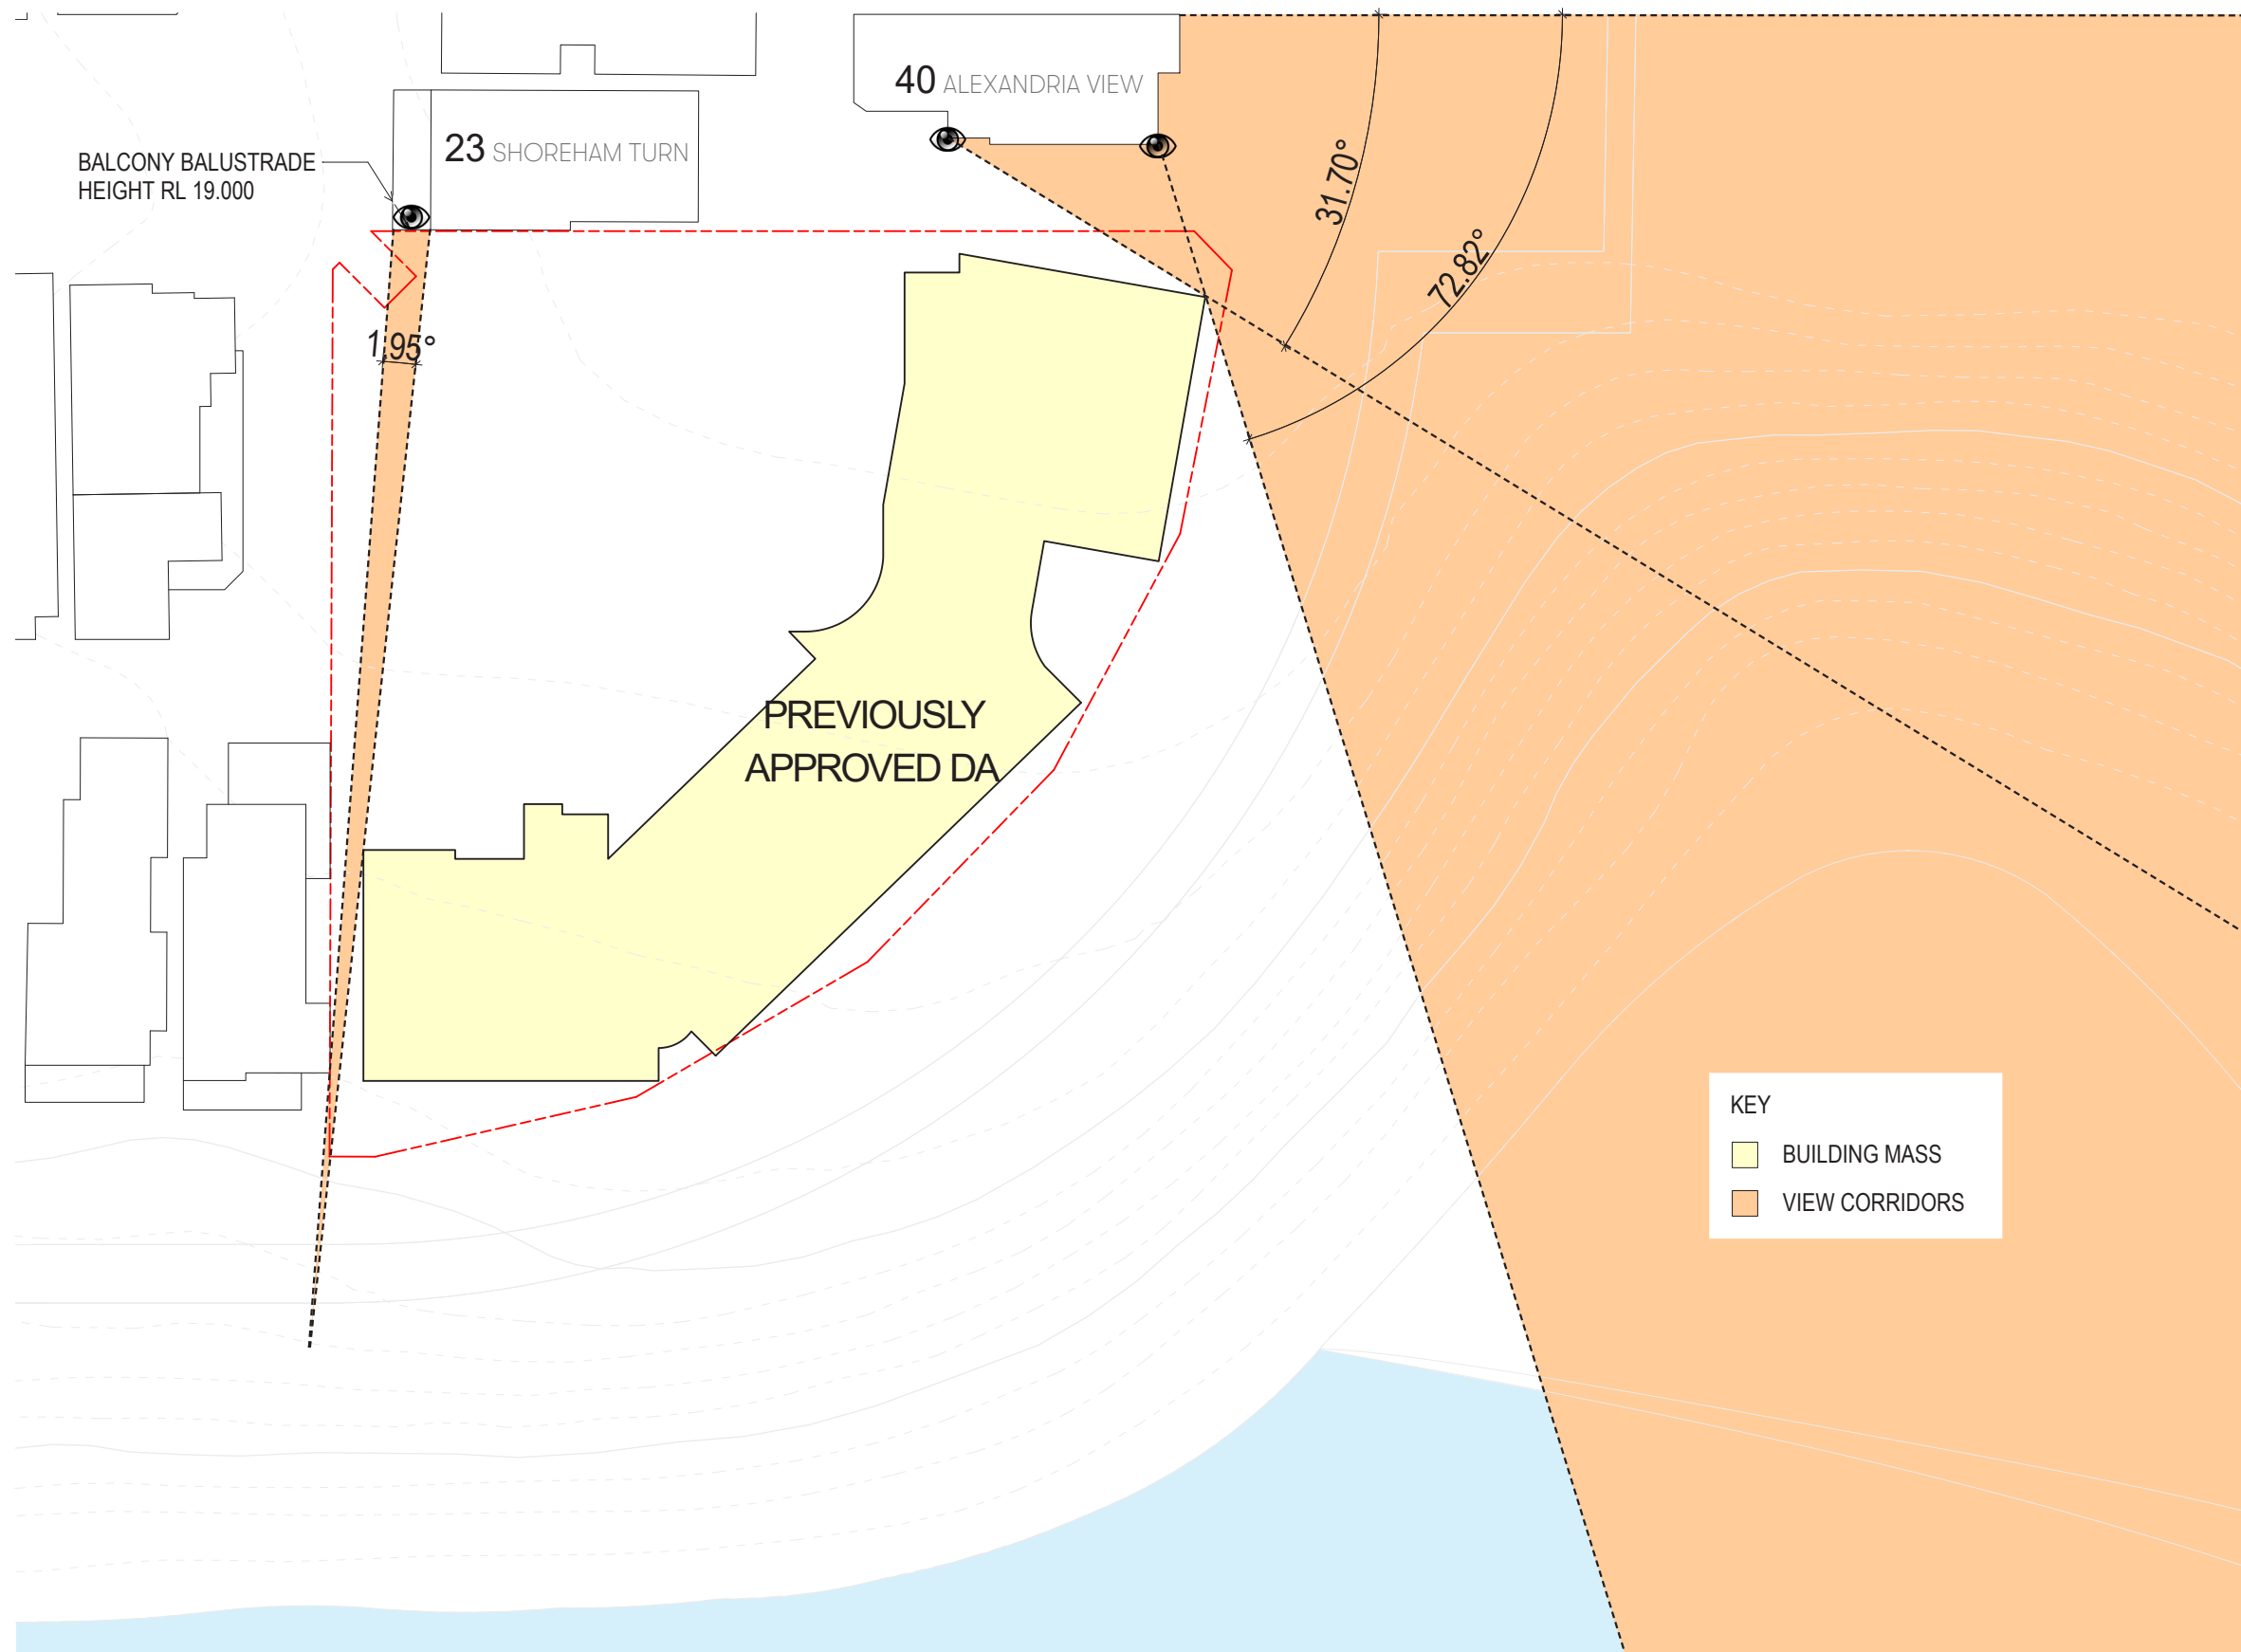 40 ALEXANDRIA VIEW
23 SHOREHAM TURN
BALCONY BALUSTRADE
HEIGHT RL 19.000
31.70°
72.82°
1.95°
PREVIOUSLY
APPROVED DA
KEY
BUILDING MASS
VIEW CORRIDORS